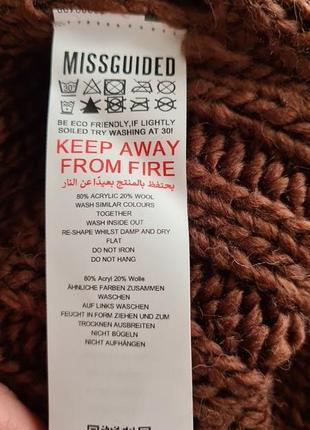 MISSGUIDED
30°
BE ECO FRIENDLY, IF LIGHTLY
SOILED TRY WASHING AT 30!
KEEP AWAY
FROM FIRE
يحتفظ بالمنتج بعيدًا عن النار
80% ACRYLIC 20% WOOL
WASH SIMILAR COLOURS
TOGETHER
WASH INSIDE OUT
RE-SHAPE WHILST DAMP AND DRY
FLAT
DO NOT IRON
DO NOT HANG
80% Acryl 20% Wolle
ÄHNLICHE FARBEN ZUSAMMEN
WASCHEN
AUF LINKS WASCHEN
FEUCHT IN FORM ZIEHEN UND ZUM
TROCKNEN AUSBREITEN
NICHT BÜGELN
NICHT AUFHÄNGEN